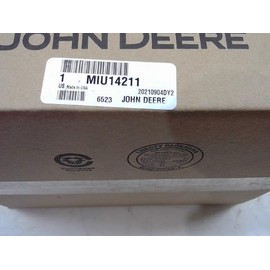 JOHN DEERE
1 MIU14211
US Made in USA
20210904DY2
6523 JOHN DEERE